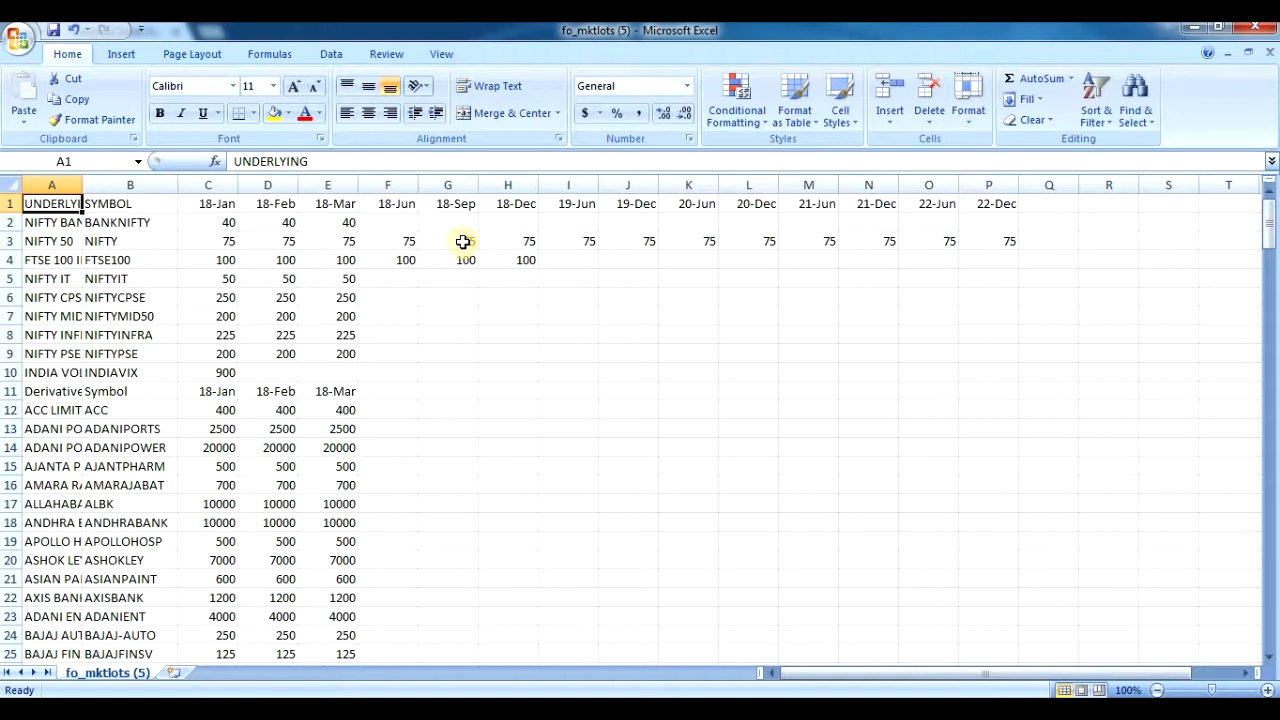 fo_mktlots (5) - Microsoft Excel
Home Insert Page Layout Formulas Data Review View
Paste Cut Copy Format Painter Clipboard
Calibri 11 B I U Font
Wrap Text Merge & Center Alignment
General $ % , Number
Conditional Formatting Format as Table Cell Styles Styles
Insert Delete Format Cells
AutoSum Fill Clear Sort & Filter Find & Select Editing
A1 fx UNDERLYING
A B C D E F G H I J K L M N O P Q R S T
1 UNDERLYI SYMBOL 18-Jan 18-Feb 18-Mar 18-Jun 18-Sep 18-Dec 19-Jun 19-Dec 20-Jun 20-Dec 21-Jun 21-Dec 22-Jun 22-Dec
2 NIFTY BAN BANKNIFTY 40 40 40
3 NIFTY 50 NIFTY 75 75 75 75 75 75 75 75 75 75 75 75 75
4 FTSE 100 I FTSE100 100 100 100 100 100 100
5 NIFTY IT NIFTYIT 50 50 50
6 NIFTY CPS NIFTYCPSE 250 250 250
7 NIFTY MID NIFTYMID50 200 200 200
8 NIFTY INF NIFTYINFRA 225 225 225
9 NIFTY PSE NIFTYPSE 200 200 200
10 INDIA VOL INDIAVIX 900
11 Derivative Symbol 18-Jan 18-Feb 18-Mar
12 ACC LIMIT ACC 400 400 400
13 ADANI PO ADANIPORTS 2500 2500 2500
14 ADANI PO ADANIPOWER 20000 20000 20000
15 AJANTA P AJANTPHARM 500 500 500
16 AMARA R AMARAJABAT 700 700 700
17 ALLAHABA ALBK 10000 10000 10000
18 ANDHRA B ANDHRABANK 10000 10000 10000
19 APOLLO H APOLLOHOSP 500 500 500
20 ASHOK LE ASHOKLEY 7000 7000 7000
21 ASIAN PA ASIANPAINT 600 600 600
22 AXIS BAN AXISBANK 1200 1200 1200
23 ADANI EN ADANIENT 4000 4000 4000
24 BAJAJ AUT BAJAJ-AUTO 250 250 250
25 BAJAJ FIN BAJAJFINSV 125 125 125
fo_mktlots (5)
Ready 100%